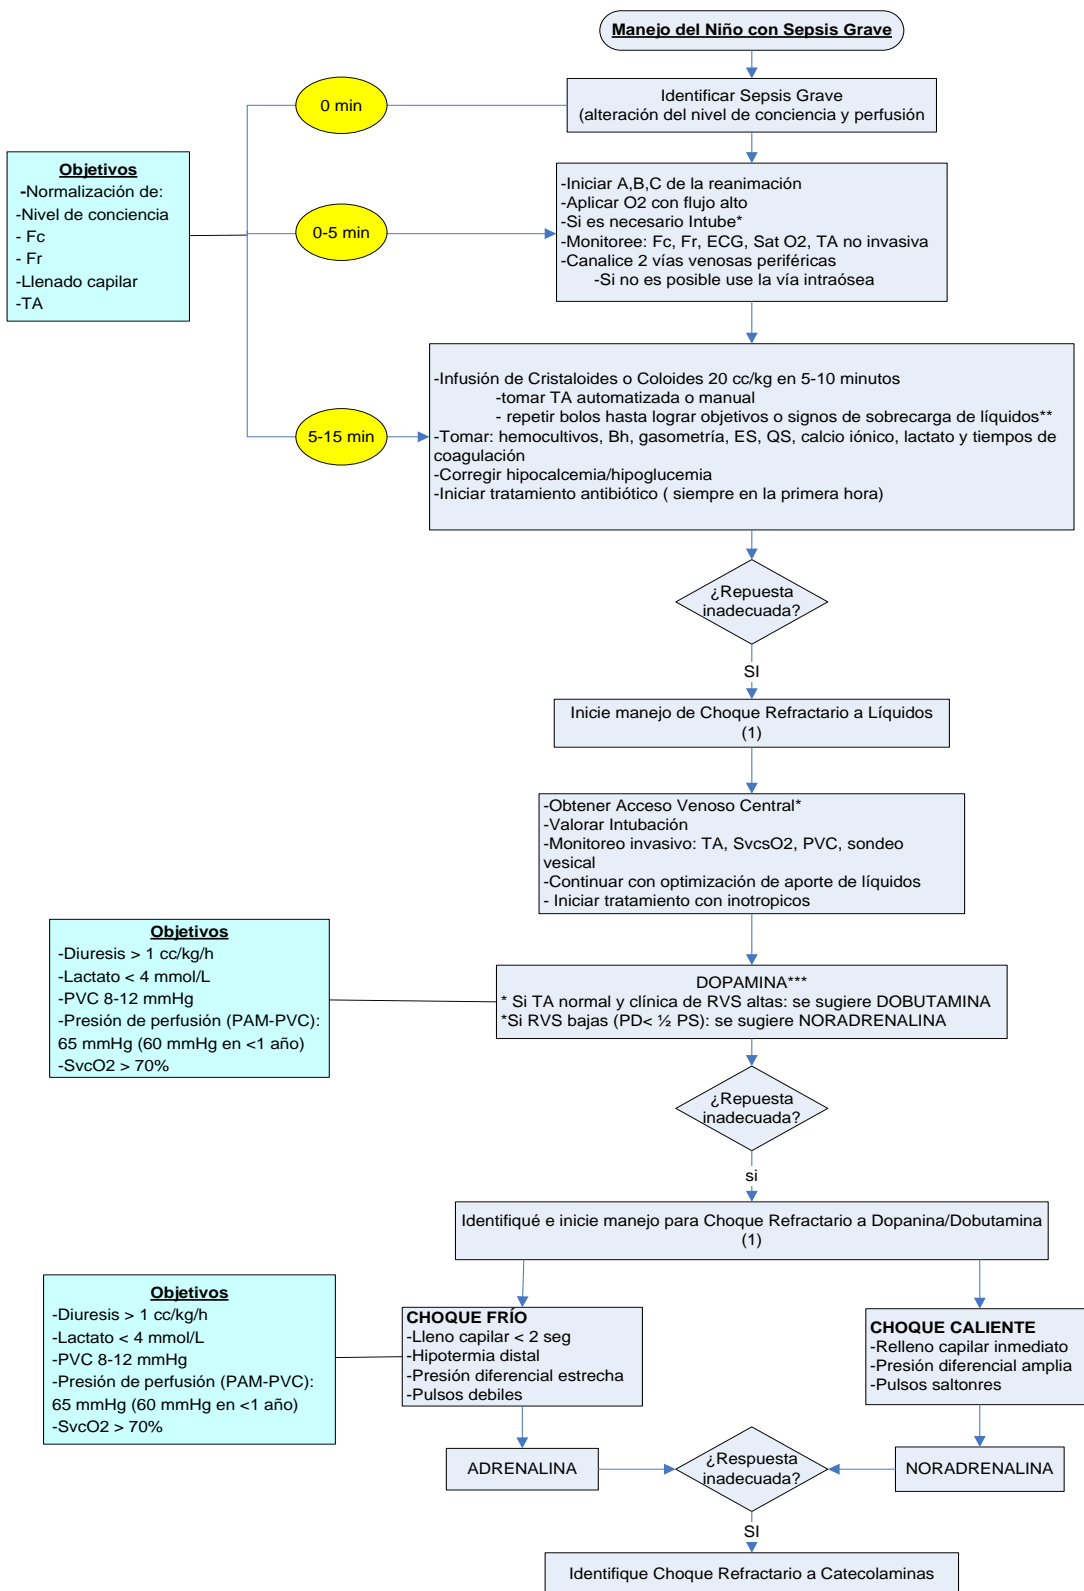 Manejo del Niño con Sepsis Grave
0 min
Identificar Sepsis Grave
(alteración del nivel de conciencia y perfusión
Objetivos
-Normalización de:
-Nivel de conciencia
- Fc
- Fr
-Llenado capilar
-TA
0-5 min
-Iniciar A,B,C de la reanimación
-Aplicar O2 con flujo alto
-Si es necesario Intube*
-Monitoree: Fc, Fr, ECG, Sat O2, TA no invasiva
-Canalice 2 vías venosas periféricas
-Si no es posible use la vía intraósea
5-15 min
-Infusión de Cristaloides o Coloides 20 cc/kg en 5-10 minutos
-tomar TA automatizada o manual
- repetir bolos hasta lograr objetivos o signos de sobrecarga de líquidos**
-Tomar: hemocultivos, Bh, gasometría, ES, QS, calcio iónico, lactato y tiempos de
coagulación
-Corregir hipocalcemia/hipoglucemia
-Iniciar tratamiento antibiótico ( siempre en la primera hora)
¿Repuesta
inadecuada?
SI
Inicie manejo de Choque Refractario a Líquidos
(1)
-Obtener Acceso Venoso Central*
-Valorar Intubación
-Monitoreo invasivo: TA, SvcsO2, PVC, sondeo
vesical
-Continuar con optimización de aporte de líquidos
- Iniciar tratamiento con inotropicos
Objetivos
-Diuresis > 1 cc/kg/h
-Lactato < 4 mmol/L
-PVC 8-12 mmHg
-Presión de perfusión (PAM-PVC):
65 mmHg (60 mmHg en <1 año)
-SvcO2 > 70%
DOPAMINA***
* Si TA normal y clínica de RVS altas: se sugiere DOBUTAMINA
*Si RVS bajas (PD< ½ PS): se sugiere NORADRENALINA
¿Repuesta
inadecuada?
si
Identifiqué e inicie manejo para Choque Refractario a Dopanina/Dobutamina
(1)
Objetivos
-Diuresis > 1 cc/kg/h
-Lactato < 4 mmol/L
-PVC 8-12 mmHg
-Presión de perfusión (PAM-PVC):
65 mmHg (60 mmHg en <1 año)
-SvcO2 > 70%
CHOQUE FRÍO
-Lleno capilar < 2 seg
-Hipotermia distal
-Presión diferencial estrecha
-Pulsos debiles
CHOQUE CALIENTE
-Relleno capilar inmediato
-Presión diferencial amplia
-Pulsos saltonres
ADRENALINA
¿Respuesta
inadecuada?
NORADRENALINA
SI
Identifique Choque Refractario a Catecolaminas